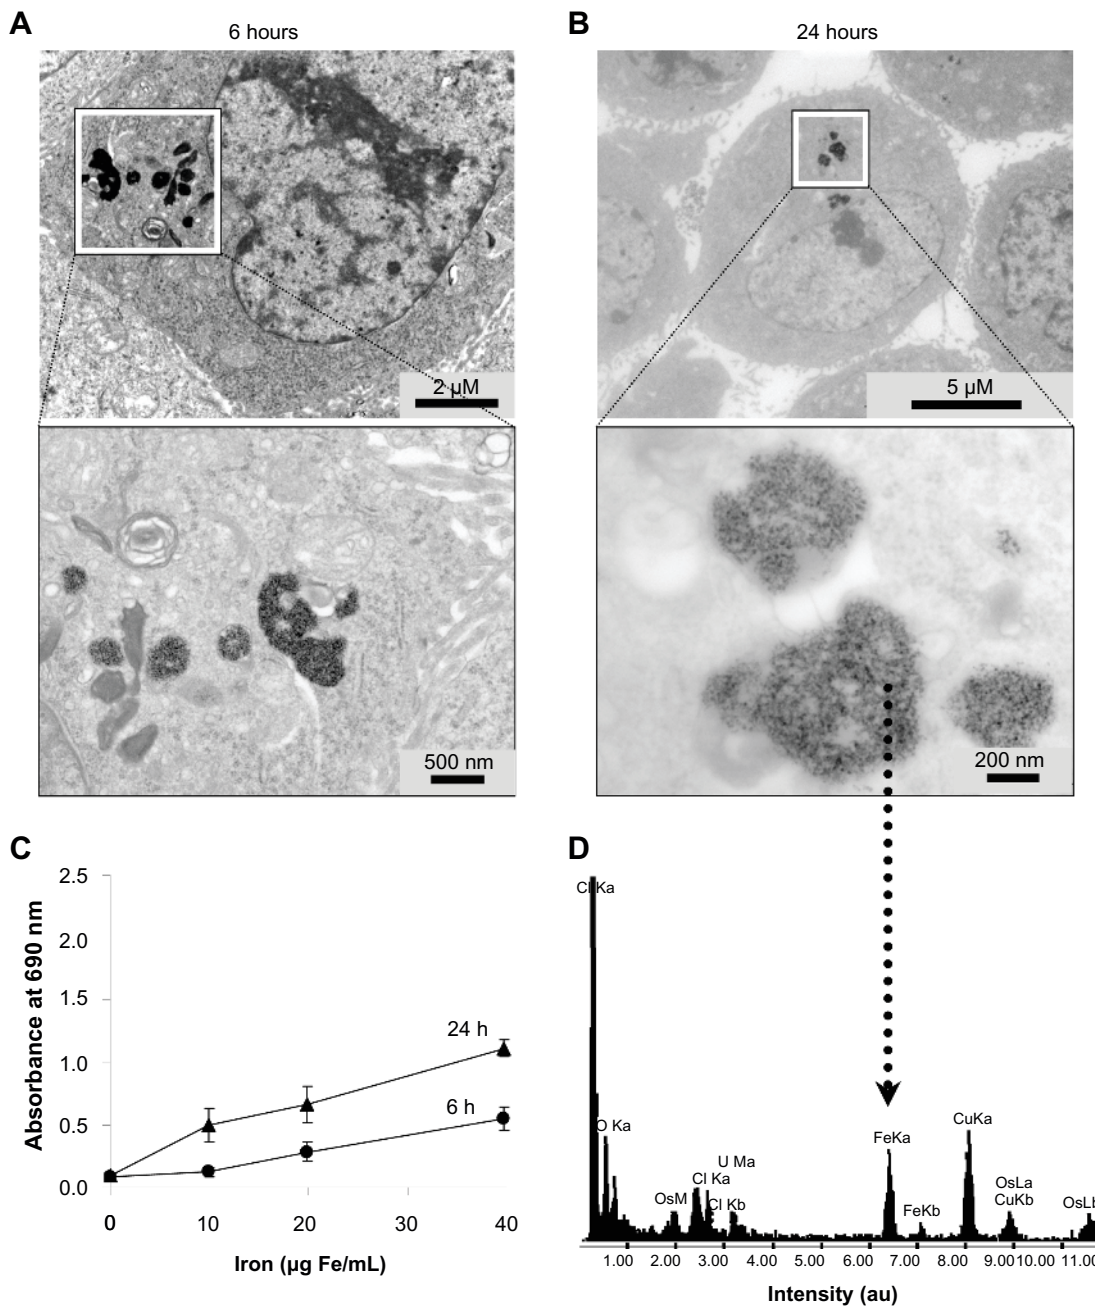 A
6 hours
B
24 hours
2 µM
5 µM
500 nm
200 nm
C
Absorbance at 690 nm
2.5
2.0
1.5
1.0
0.5
0.0
24 h
6 h
0
10
20
30
40
Iron (µg Fe/mL)
D
Cl Ka
O Ka
OsM
Cl Ka
Cl Kb
U Ma
FeKa
FeKb
CuKa
OsLa
CuKb
OsLb
1.00 2.00 3.00 4.00 5.00 6.00 7.00 8.00 9.00 10.00 11.00
Intensity (au)